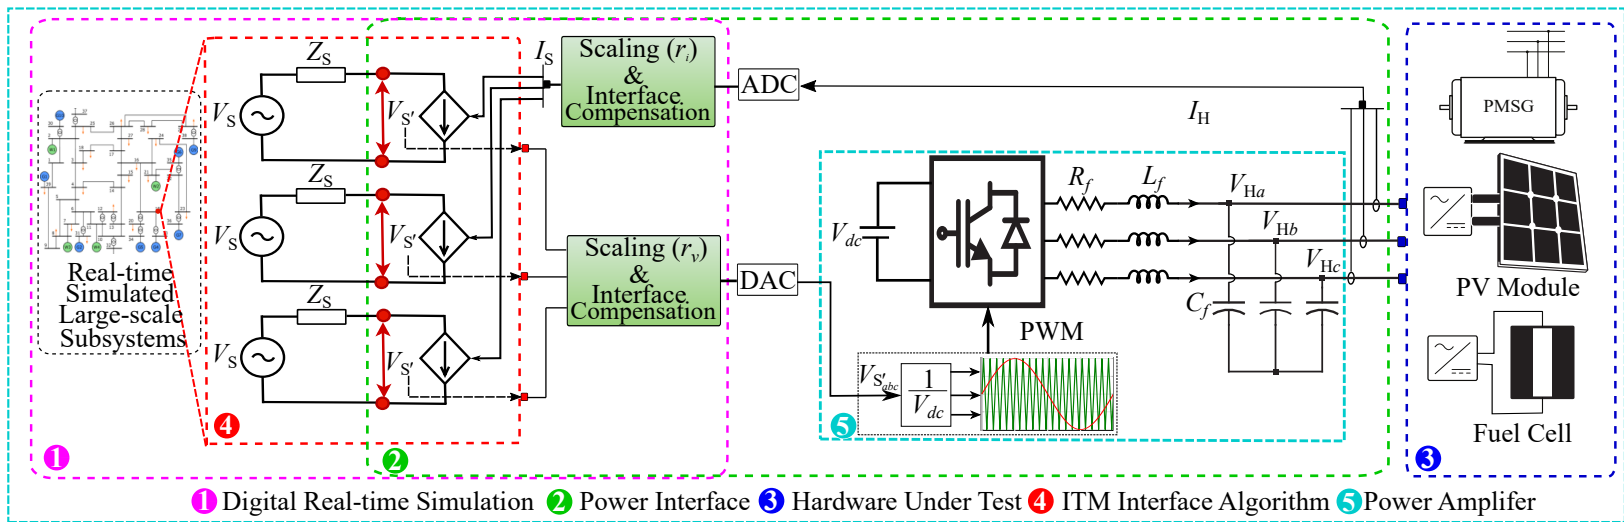 Z_S
V_S
V_S′
I_S
Scaling (r_i)
&
Interface
Compensation
ADC
I_H
PMSG
Z_S
V_S
V_S′
Scaling (r_v)
&
Interface
Compensation
DAC
Real-time
Simulated
Large-scale
Subsystems
Z_S
V_S
V_S′
V_dc
R_f
L_f
V_Ha
V_Hb
V_Hc
C_f
PWM
V_S′abc
1
V_dc
PV Module
Fuel Cell
1
4
2
5
3
1 Digital Real-time Simulation 2 Power Interface 3 Hardware Under Test 4 ITM Interface Algorithm 5 Power Amplifer